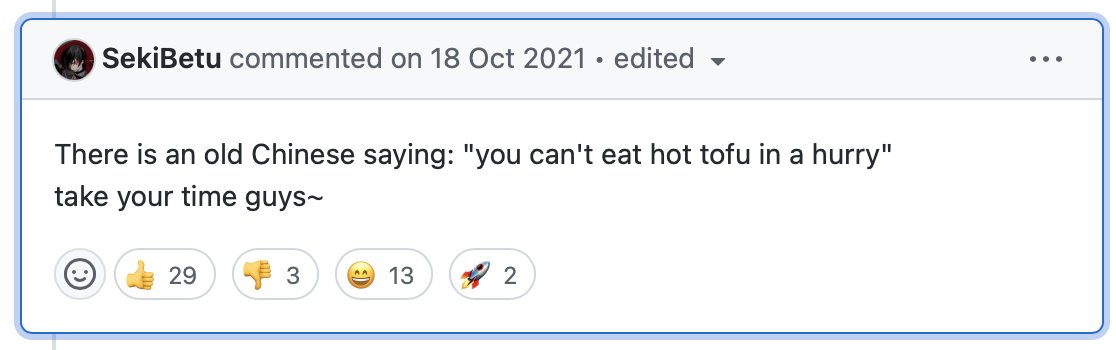 SekiBetu commented on 18 Oct 2021 • edited
There is an old Chinese saying: "you can't eat hot tofu in a hurry"
take your time guys~
👍 29 👎 3 😄 13 🚀 2